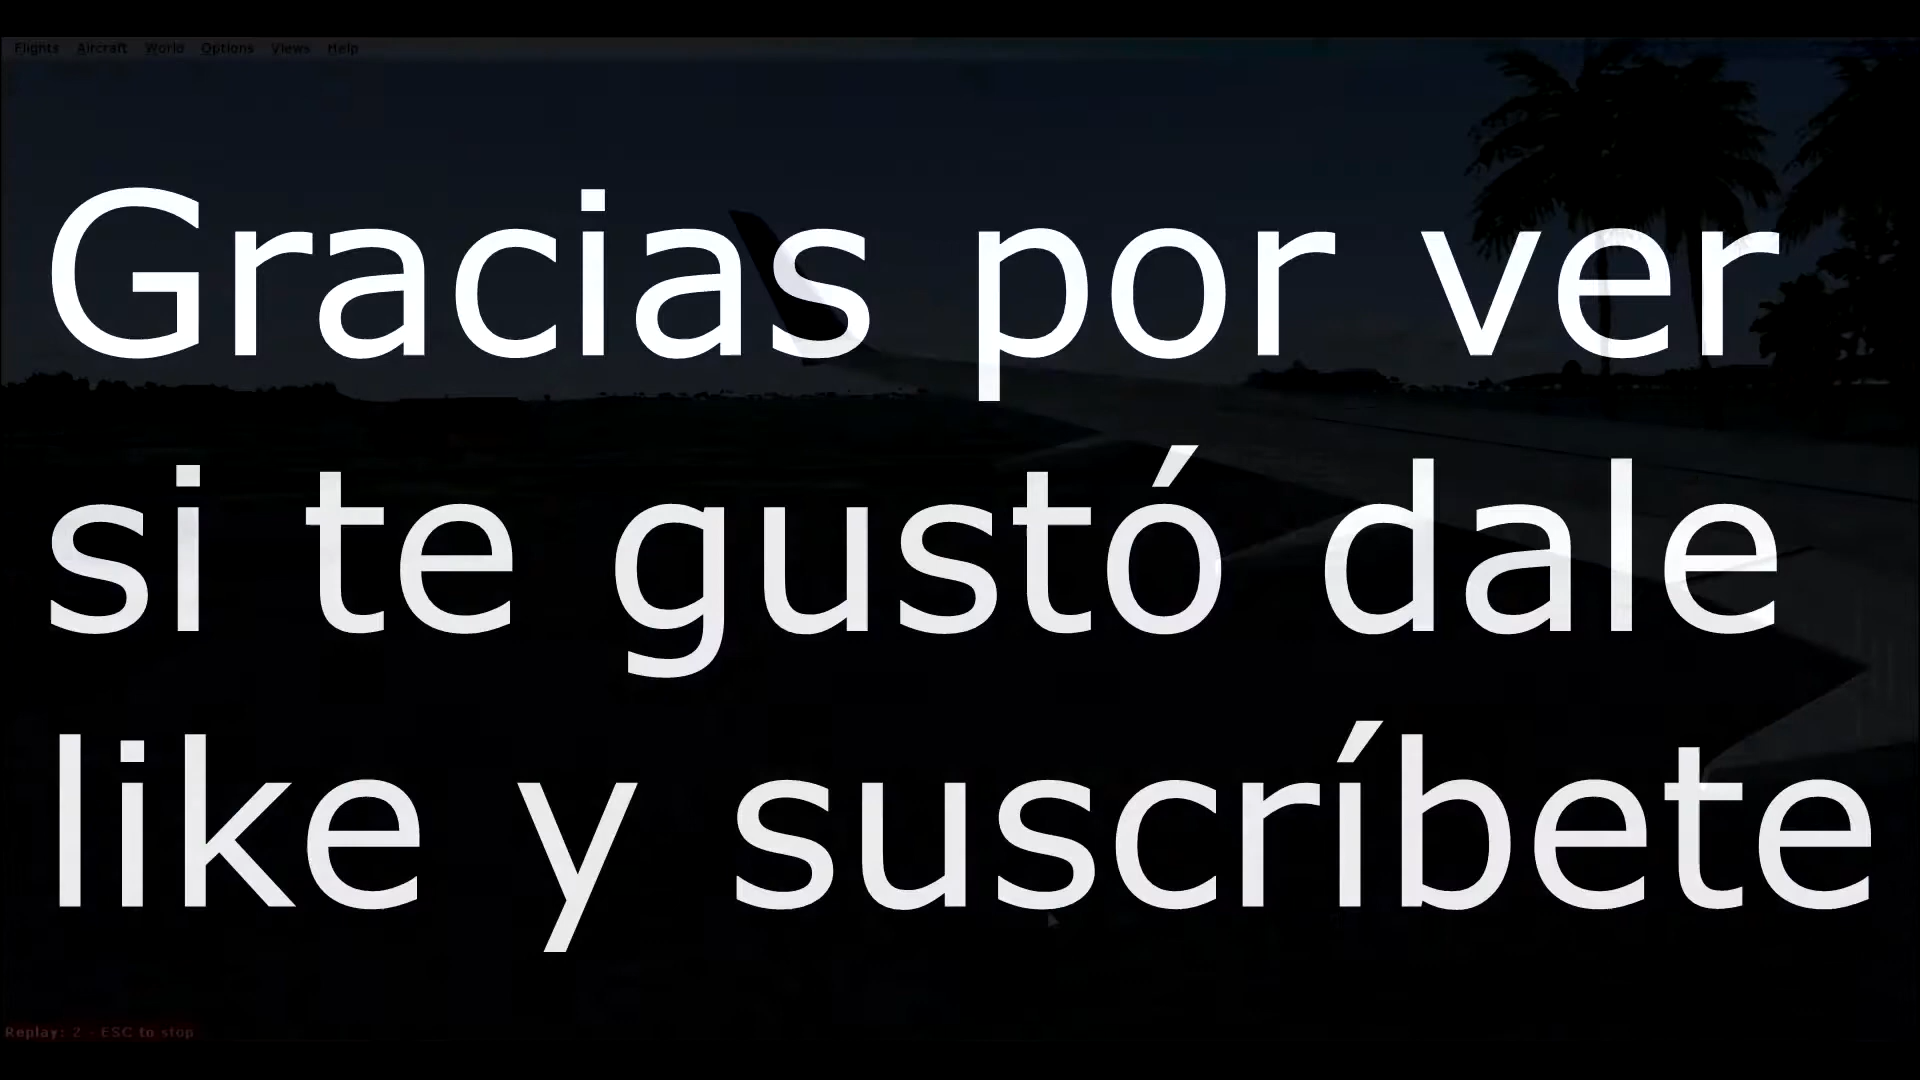 Flights Aircraft World Options Views Help
Gracias por ver
si te gustó dale
like y suscríbete
Replay: 2 - ESC to stop